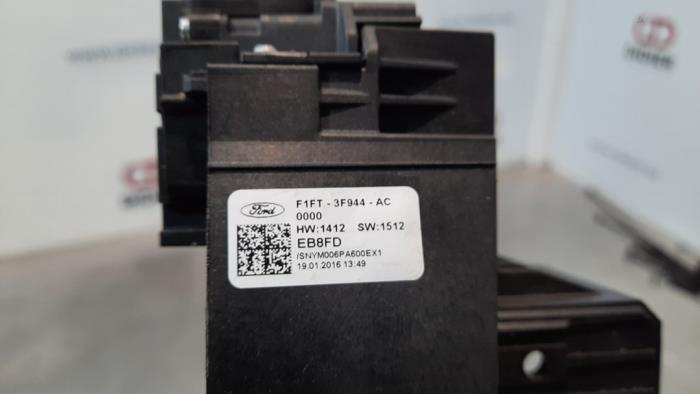 Ford
F1FT - 3F944 - AC
0000
HW:1412 SW:1512
EB8FD
/SNYM006PA600EX1
19.01.2016 13:49